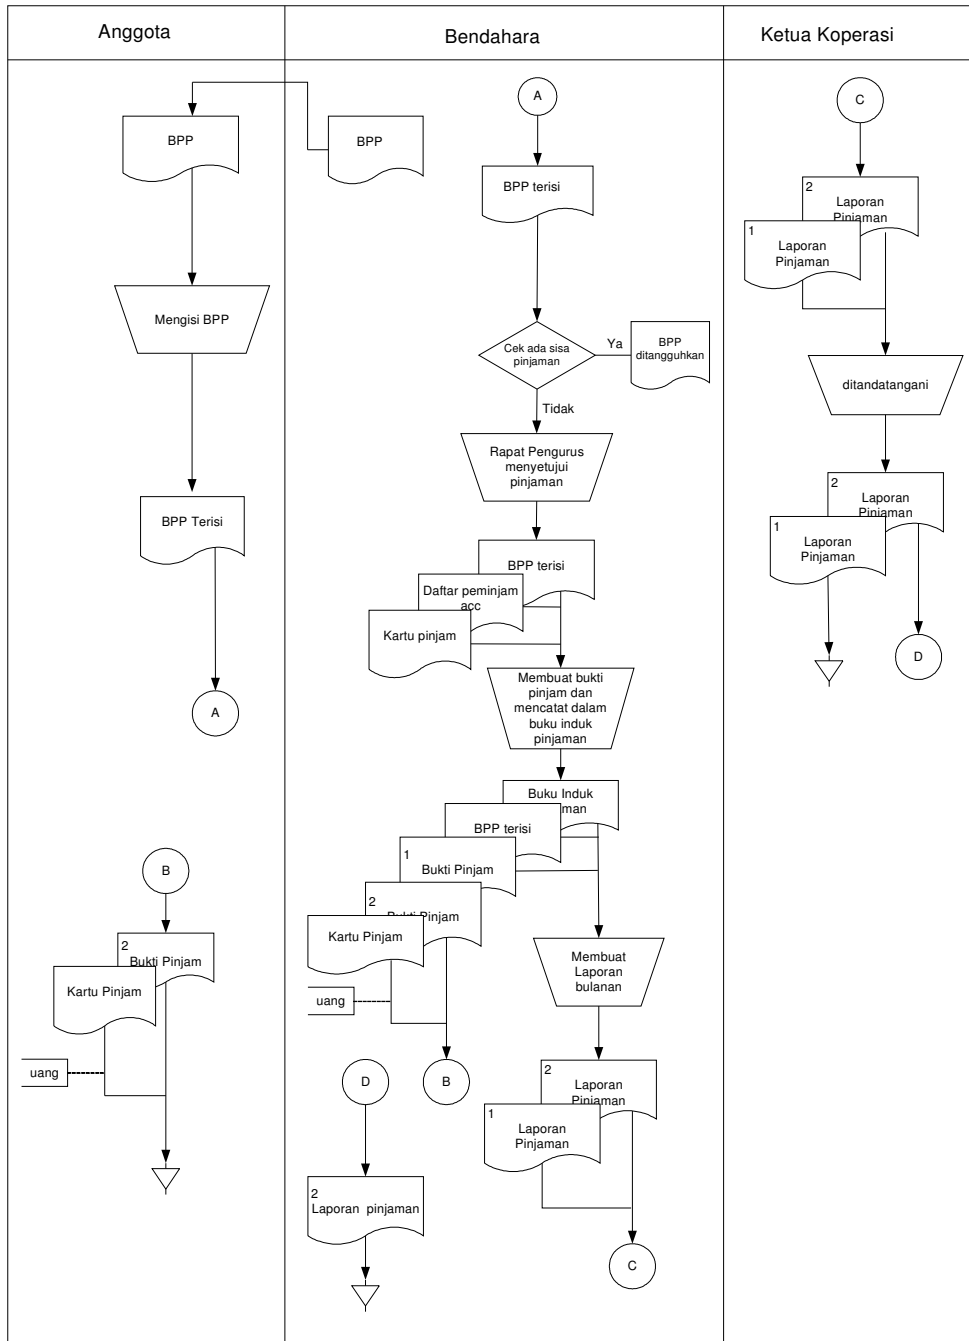 Anggota
Bendahara
Ketua Koperasi
BPP
Mengisi BPP
BPP Terisi
A
B
2
Bukti Pinjam
Kartu Pinjam
uang
BPP
A
BPP terisi
Cek ada sisa
pinjaman
Ya
BPP
ditangguhkan
Tidak
Rapat Pengurus
menyetujui
pinjaman
BPP terisi
Daftar peminjam
acc
Kartu pinjam
Membuat bukti
pinjam dan
mencatat dalam
buku induk
pinjaman
Buku Induk
man
BPP terisi
1
Bukti Pinjam
2
Bukti Pinjam
Kartu Pinjam
uang
B
Membuat
Laporan
bulanan
2
Laporan
Pinjaman
1
Laporan
Pinjaman
C
D
2
Laporan pinjaman
C
2
Laporan
Pinjaman
1
Laporan
Pinjaman
ditandatangani
2
Laporan
Pinjaman
1
Laporan
Pinjaman
D